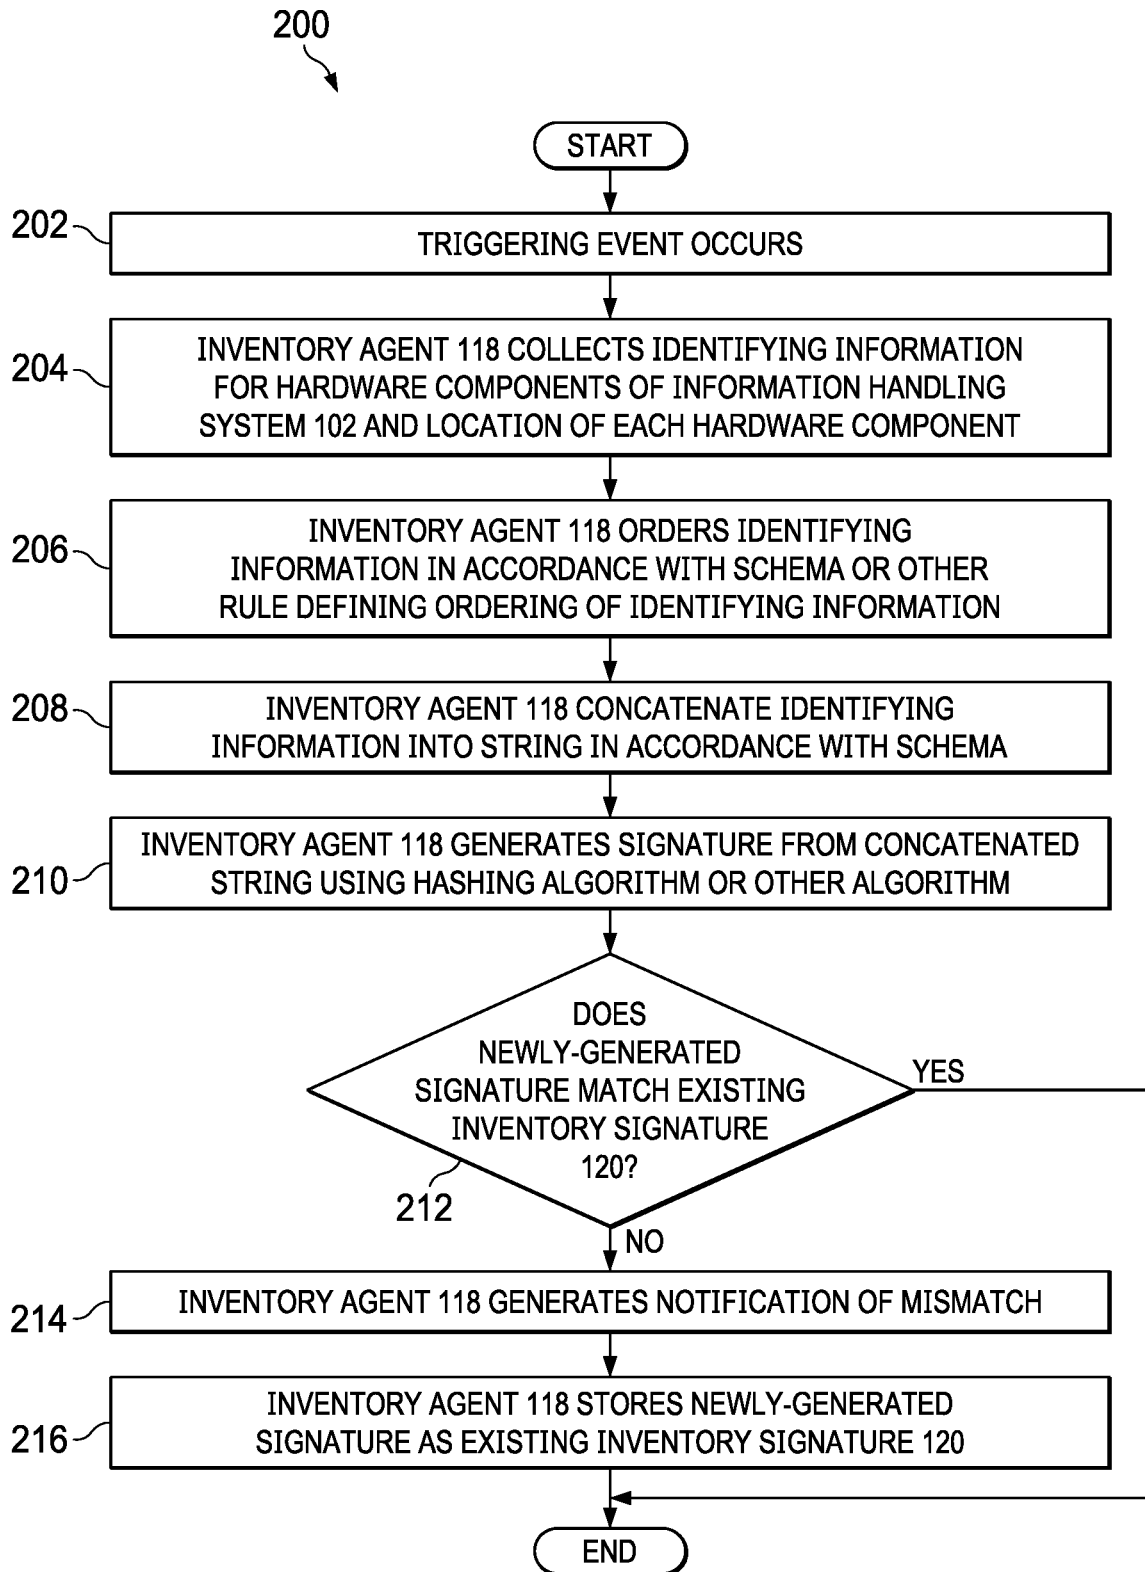 200
START
202
TRIGGERING EVENT OCCURS
204
INVENTORY AGENT 118 COLLECTS IDENTIFYING INFORMATION
FOR HARDWARE COMPONENTS OF INFORMATION HANDLING
SYSTEM 102 AND LOCATION OF EACH HARDWARE COMPONENT
206
INVENTORY AGENT 118 ORDERS IDENTIFYING
INFORMATION IN ACCORDANCE WITH SCHEMA OR OTHER
RULE DEFINING ORDERING OF IDENTIFYING INFORMATION
208
INVENTORY AGENT 118 CONCATENATE IDENTIFYING
INFORMATION INTO STRING IN ACCORDANCE WITH SCHEMA
210
INVENTORY AGENT 118 GENERATES SIGNATURE FROM CONCATENATED
STRING USING HASHING ALGORITHM OR OTHER ALGORITHM
DOES
NEWLY-GENERATED
SIGNATURE MATCH EXISTING
INVENTORY SIGNATURE
120?
YES
212
NO
214
INVENTORY AGENT 118 GENERATES NOTIFICATION OF MISMATCH
216
INVENTORY AGENT 118 STORES NEWLY-GENERATED
SIGNATURE AS EXISTING INVENTORY SIGNATURE 120
END